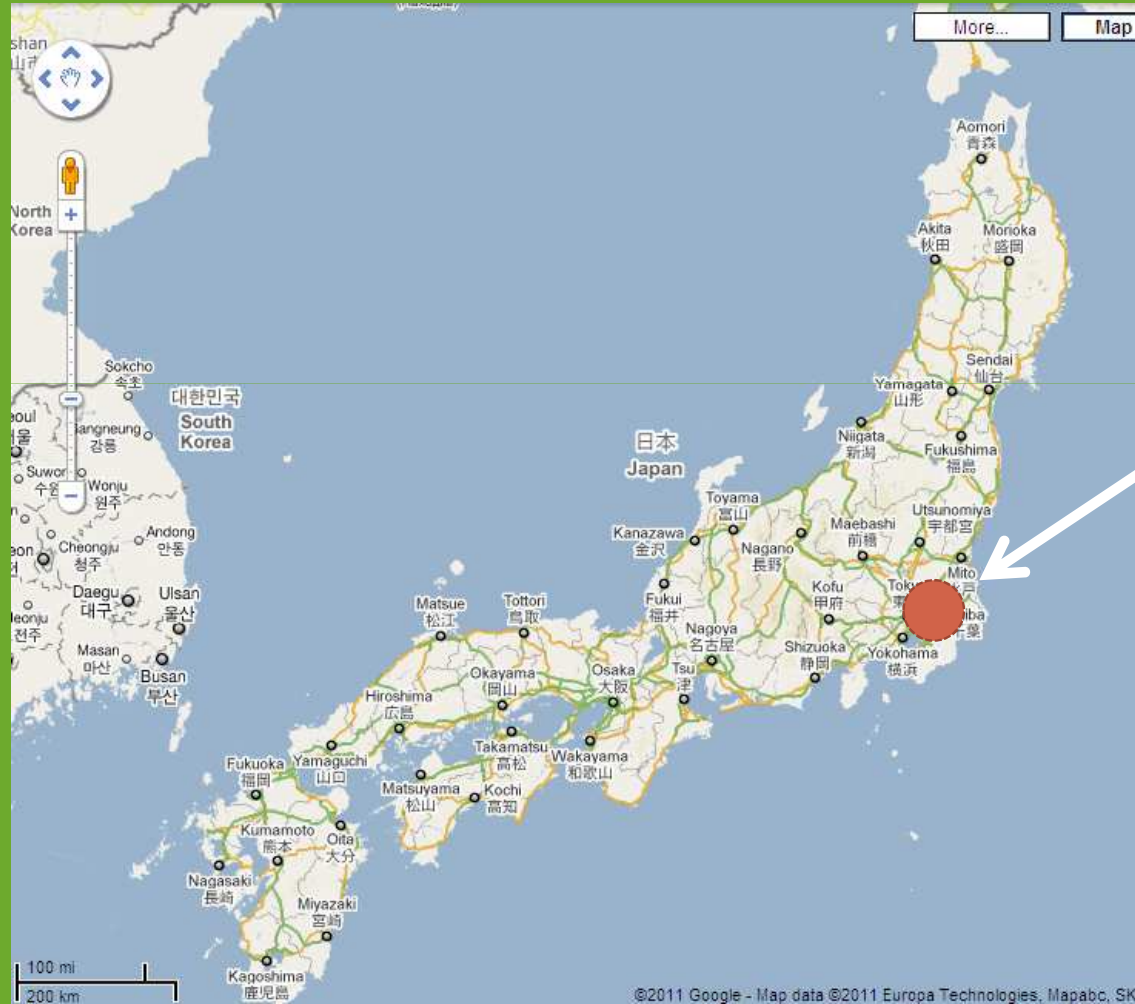 More...
Map
Aomori
青森
North
Korea
Akita
秋田
Morioka
盛岡
Sokcho
속초
대한민국
South
Korea
Sendai
仙台
Yamagata
山形
강릉
Niigata
新潟
日本
Japan
Fukushima
福島
Wonju
원주
Toyama
富山
Utsunomiya
宇都宮
Maebashi
前橋
Kanazawa
金沢
Andong
안동
Nagano
長野
Cheongju
청주
Mito
Kofu
甲府
Daegu
대구
Ulsan
울산
Fukui
福井
Matsue
松江
Tottori
鳥取
전주
Nagoya
名古屋
Shizuoka
静岡
Yokohama
横浜
Masan
마산
Okayama
岡山
Osaka
大阪
Tsu
津
Busan
부산
Hiroshima
広島
Takamatsu
高松
Wakayama
和歌山
Fukuoka
福岡
Yamaguchi
山口
Matsuyama
松山
Kochi
高知
Kumamoto
熊本
Oita
大分
Nagasaki
長崎
Miyazaki
宮崎
Kagoshima
鹿児島
100 mi
200 km
©2011 Google - Map data ©2011 Europa Technologies, Mapabc, SK